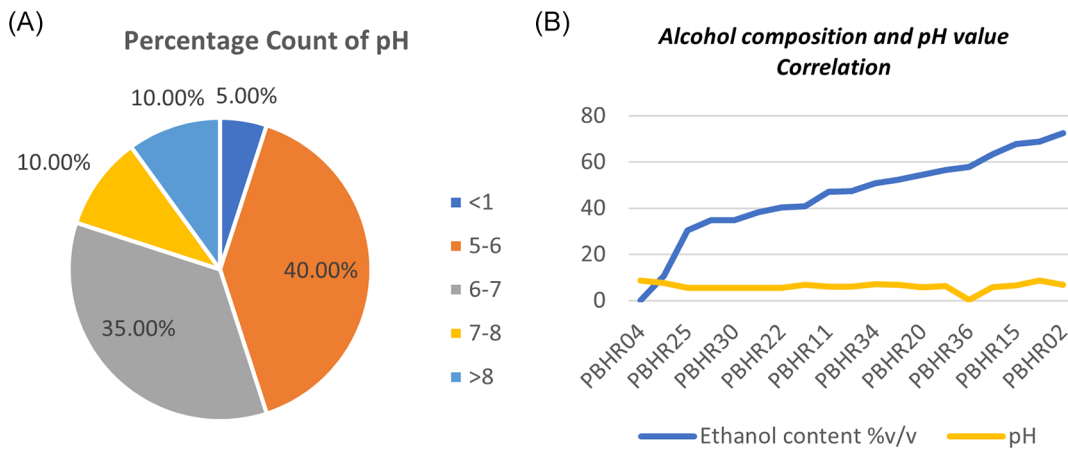 (A)
Percentage Count of pH
10.00%
5.00%
10.00%
40.00%
35.00%
<1
5-6
6-7
7-8
>8
(B)
Alcohol composition and pH value
Correlation
80
60
40
20
0
PBHR04
PBHR25
PBHR30
PBHR22
PBHR11
PBHR34
PBHR20
PBHR36
PBHR15
PBHR02
Ethanol content %v/v
pH